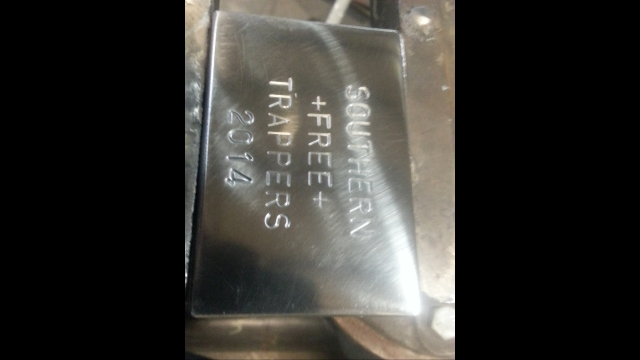 SOUTHERN
+FREE+
TRAPPERS
2014